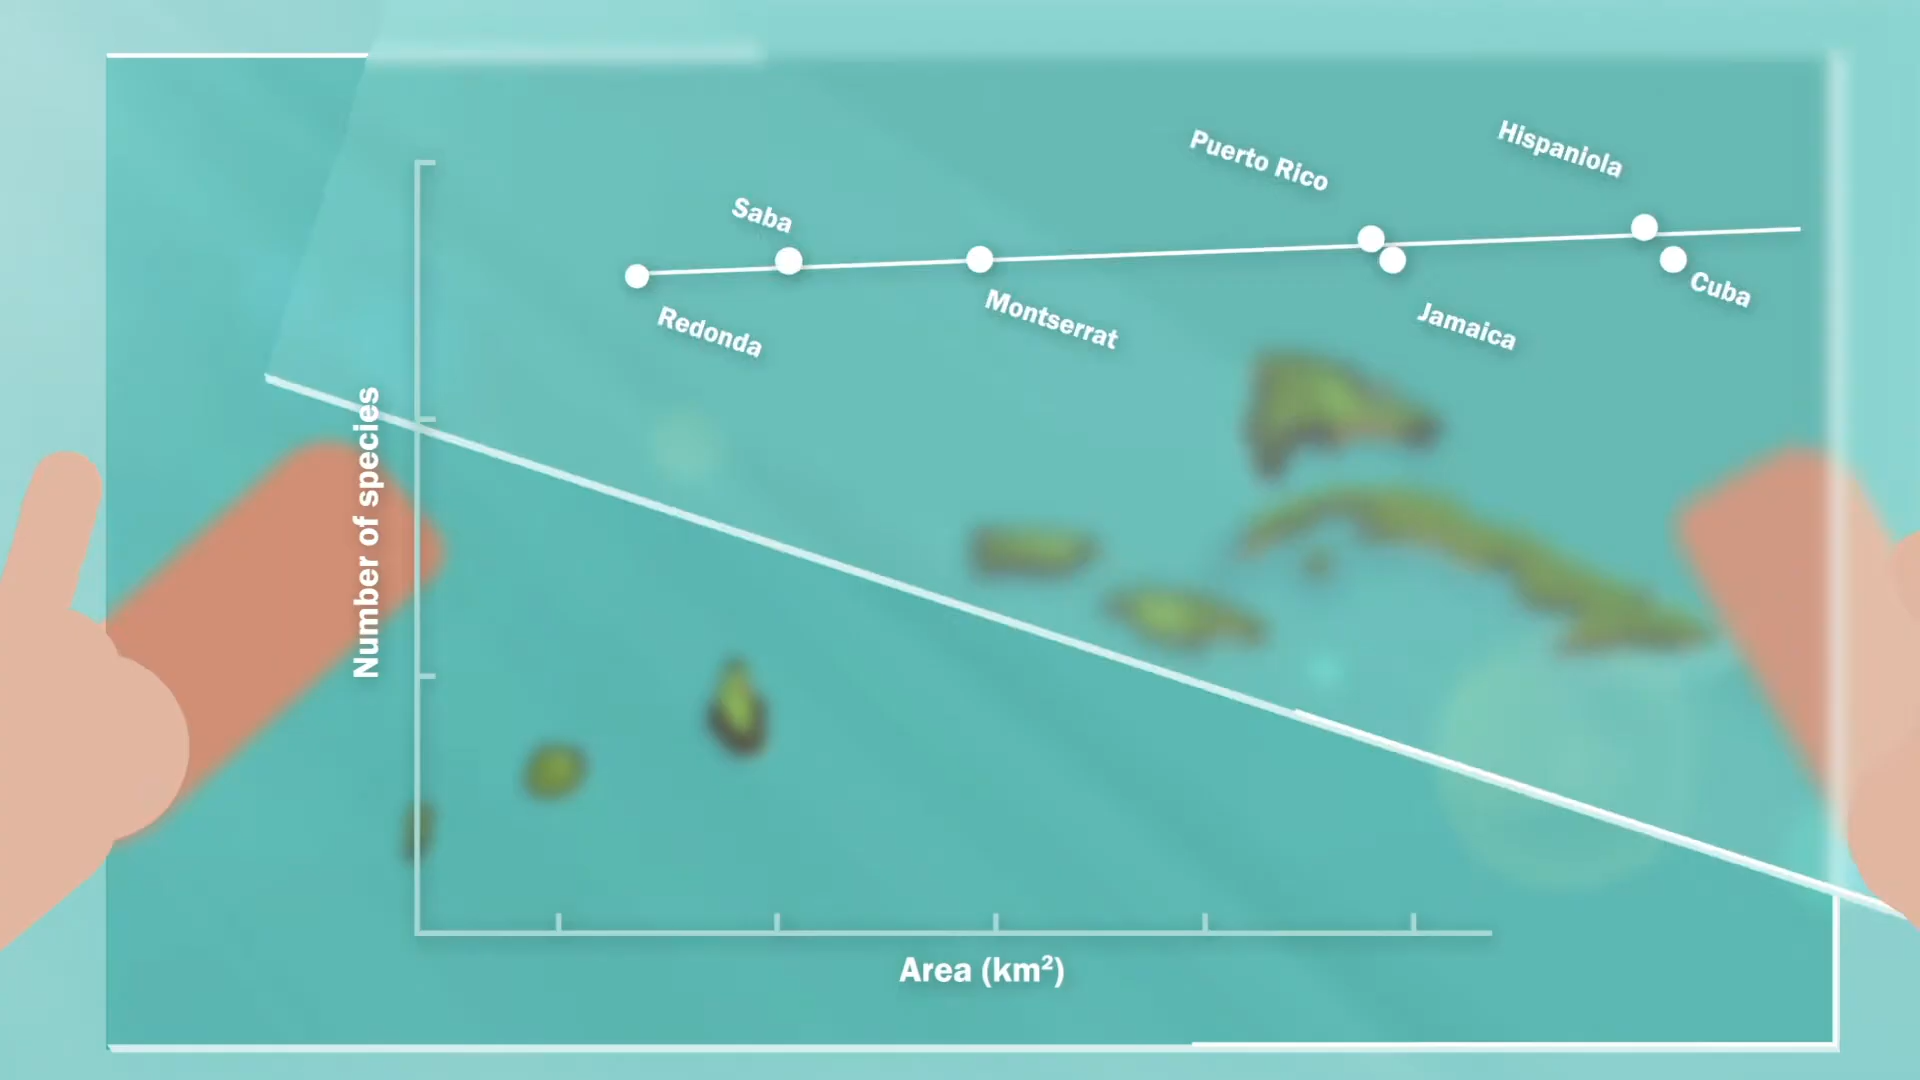 Hispaniola
Puerto Rico
Saba
Cuba
Redonda
Montserrat
Jamaica
Number of species
Area (km²)